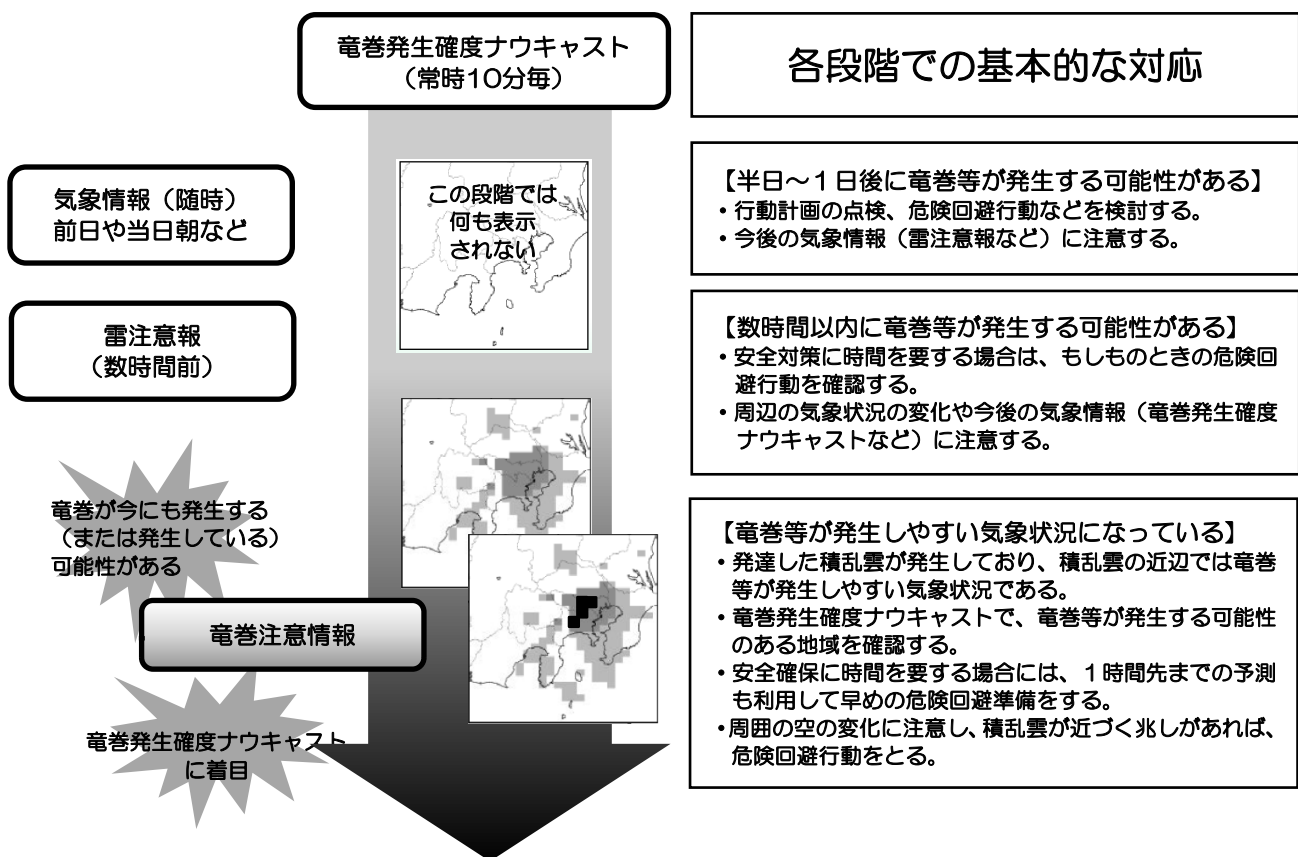 竜巻発生確度ナウキャスト
（常時10分毎）
各段階での基本的な対応
気象情報（随時）
前日や当日朝など
この段階では
何も表示
されない
【半日～１日後に竜巻等が発生する可能性がある】
・行動計画の点検、危険回避行動などを検討する。
・今後の気象情報（雷注意報など）に注意する。
雷注意報
（数時間前）
【数時間以内に竜巻等が発生する可能性がある】
・安全対策に時間を要する場合は、もしものときの危険回
避行動を確認する。
・周辺の気象状況の変化や今後の気象情報（竜巻発生確度
ナウキャストなど）に注意する。
竜巻が今にも発生する
（または発生している）
可能性がある
竜巻注意情報
【竜巻等が発生しやすい気象状況になっている】
・発達した積乱雲が発生しており、積乱雲の近辺では竜巻
等が発生しやすい気象状況である。
・竜巻発生確度ナウキャストで、竜巻等が発生する可能性
のある地域を確認する。
・安全確保に時間を要する場合には、１時間先までの予測
も利用して早めの危険回避準備をする。
・周囲の空の変化に注意し、積乱雲が近づく兆しがあれば、
危険回避行動をとる。
竜巻発生確度ナウキャスト
に着目